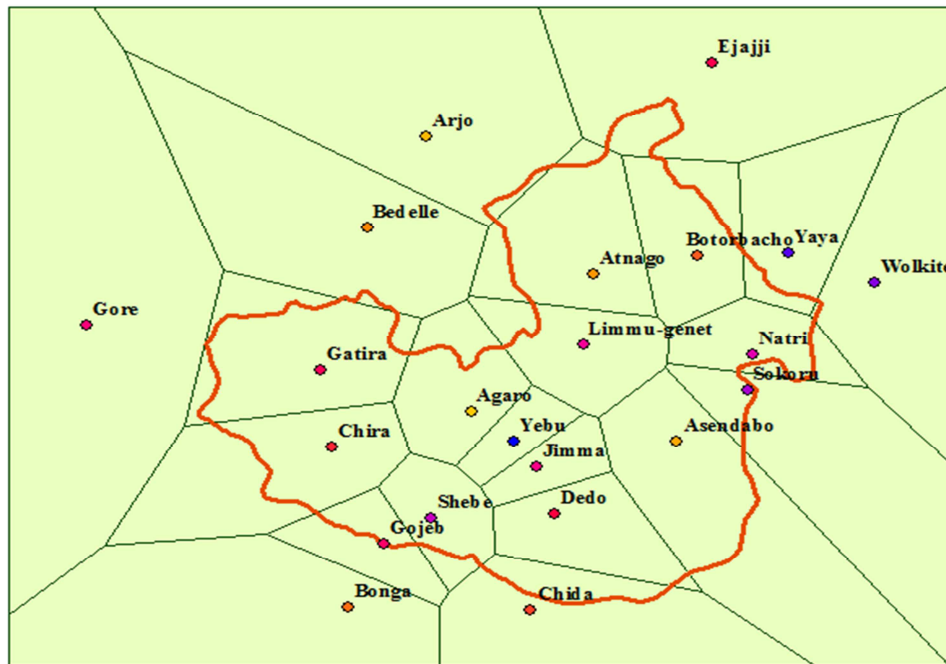 Ejajji
Arjo
Bedelle
Botorbacho
Yaya
Atnago
Wolkite
Gore
Limmu-genet
Natri
Gatira
Sokoru
Agaro
Chira
Yebu
Asendabo
Jimma
Shebe
Dedo
Gojeb
Bonga
Chida